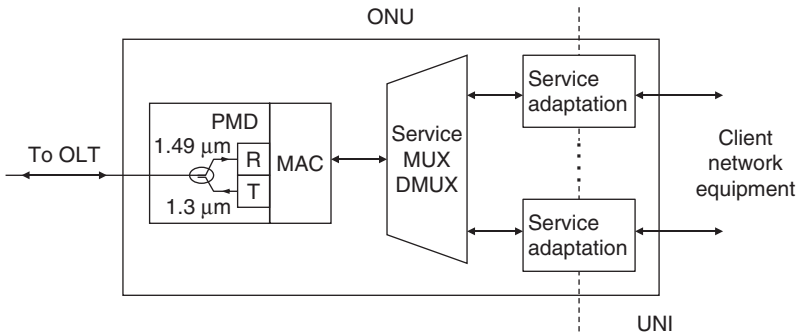 ONU
Service
adaptation
PMD
1.49 μm
R
To OLT
MAC
T
1.3 μm
Service
MUX
DMUX
Client
network
equipment
Service
adaptation
UNI